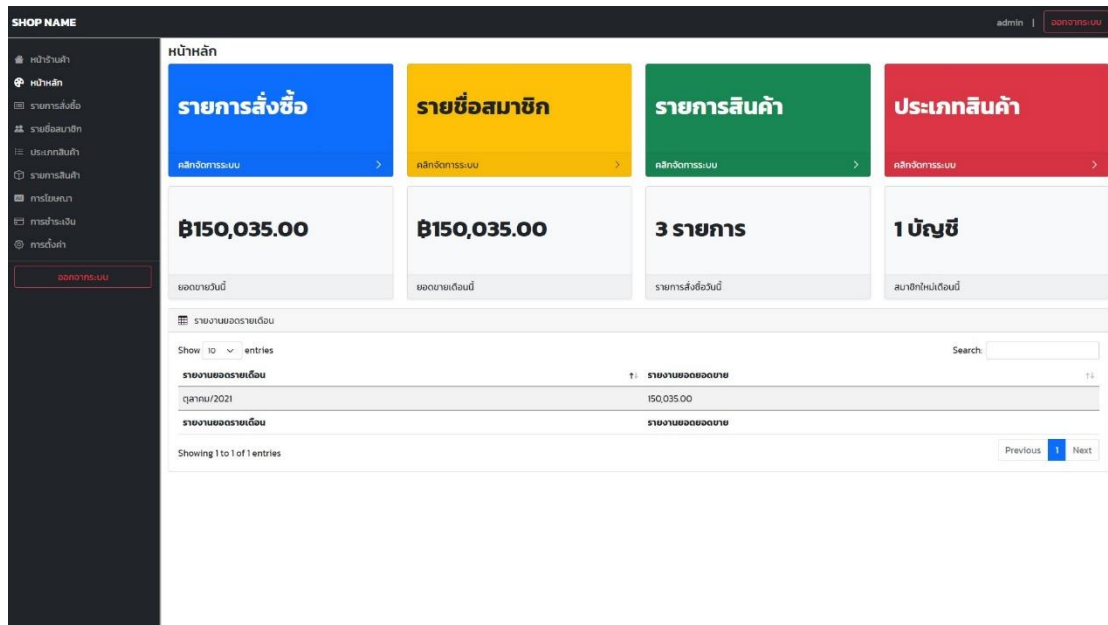 SHOP NAME
admin | ออกจากระบบ
หน้าร้านค้า
หน้าหลัก
รายการสั่งซื้อ
รายชื่อสมาชิก
ประเภทสินค้า
รายการสินค้า
การโฆษณา
การชำระเงิน
การตั้งค่า
ออกจากระบบ
หน้าหลัก
รายการสั่งซื้อ
คลิกจัดการระบบ
รายชื่อสมาชิก
คลิกจัดการระบบ
รายการสินค้า
คลิกจัดการระบบ
ประเภทสินค้า
คลิกจัดการระบบ
฿150,035.00
ยอดขายวันนี้
฿150,035.00
ยอดขายเดือนนี้
3 รายการ
รายการสั่งซื้อวันนี้
1 บัญชี
สมาชิกใหม่เดือนนี้
รายงานยอดรายเดือน
Show 10 entries Search:
รายงานยอดรายเดือน รายงานยอดยอดขาย
ตุลาคม/2021 150,035.00
รายงานยอดรายเดือน รายงานยอดยอดขาย
Showing 1 to 1 of 1 entries Previous 1 Next